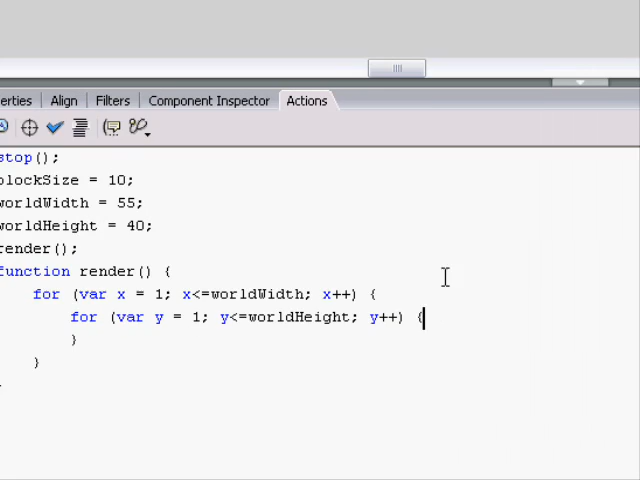 erties Align Filters Component Inspector Actions
stop();
blockSize = 10;
worldWidth = 55;
worldHeight = 40;
render();
function render() {
for (var x = 1; x<=worldWidth; x++) {
for (var y = 1; y<=worldHeight; y++) {
}
}